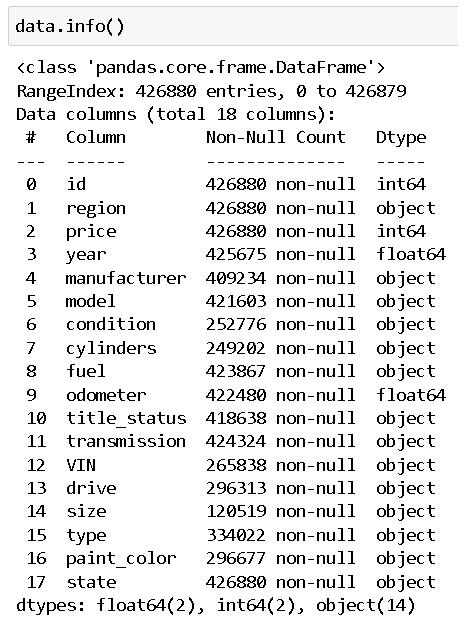 data.info()
<class 'pandas.core.frame.DataFrame'>
RangeIndex: 426880 entries, 0 to 426879
Data columns (total 18 columns):
 #   Column        Non-Null Count   Dtype
---  ------        --------------   -----
 0   id            426880 non-null  int64
 1   region        426880 non-null  object
 2   price         426880 non-null  int64
 3   year          425675 non-null  float64
 4   manufacturer  409234 non-null  object
 5   model         421603 non-null  object
 6   condition     252776 non-null  object
 7   cylinders     249202 non-null  object
 8   fuel          423867 non-null  object
 9   odometer      422480 non-null  float64
 10  title_status  418638 non-null  object
 11  transmission  424324 non-null  object
 12  VIN           265838 non-null  object
 13  drive         296313 non-null  object
 14  size          120519 non-null  object
 15  type          334022 non-null  object
 16  paint_color   296677 non-null  object
 17  state         426880 non-null  object
dtypes: float64(2), int64(2), object(14)